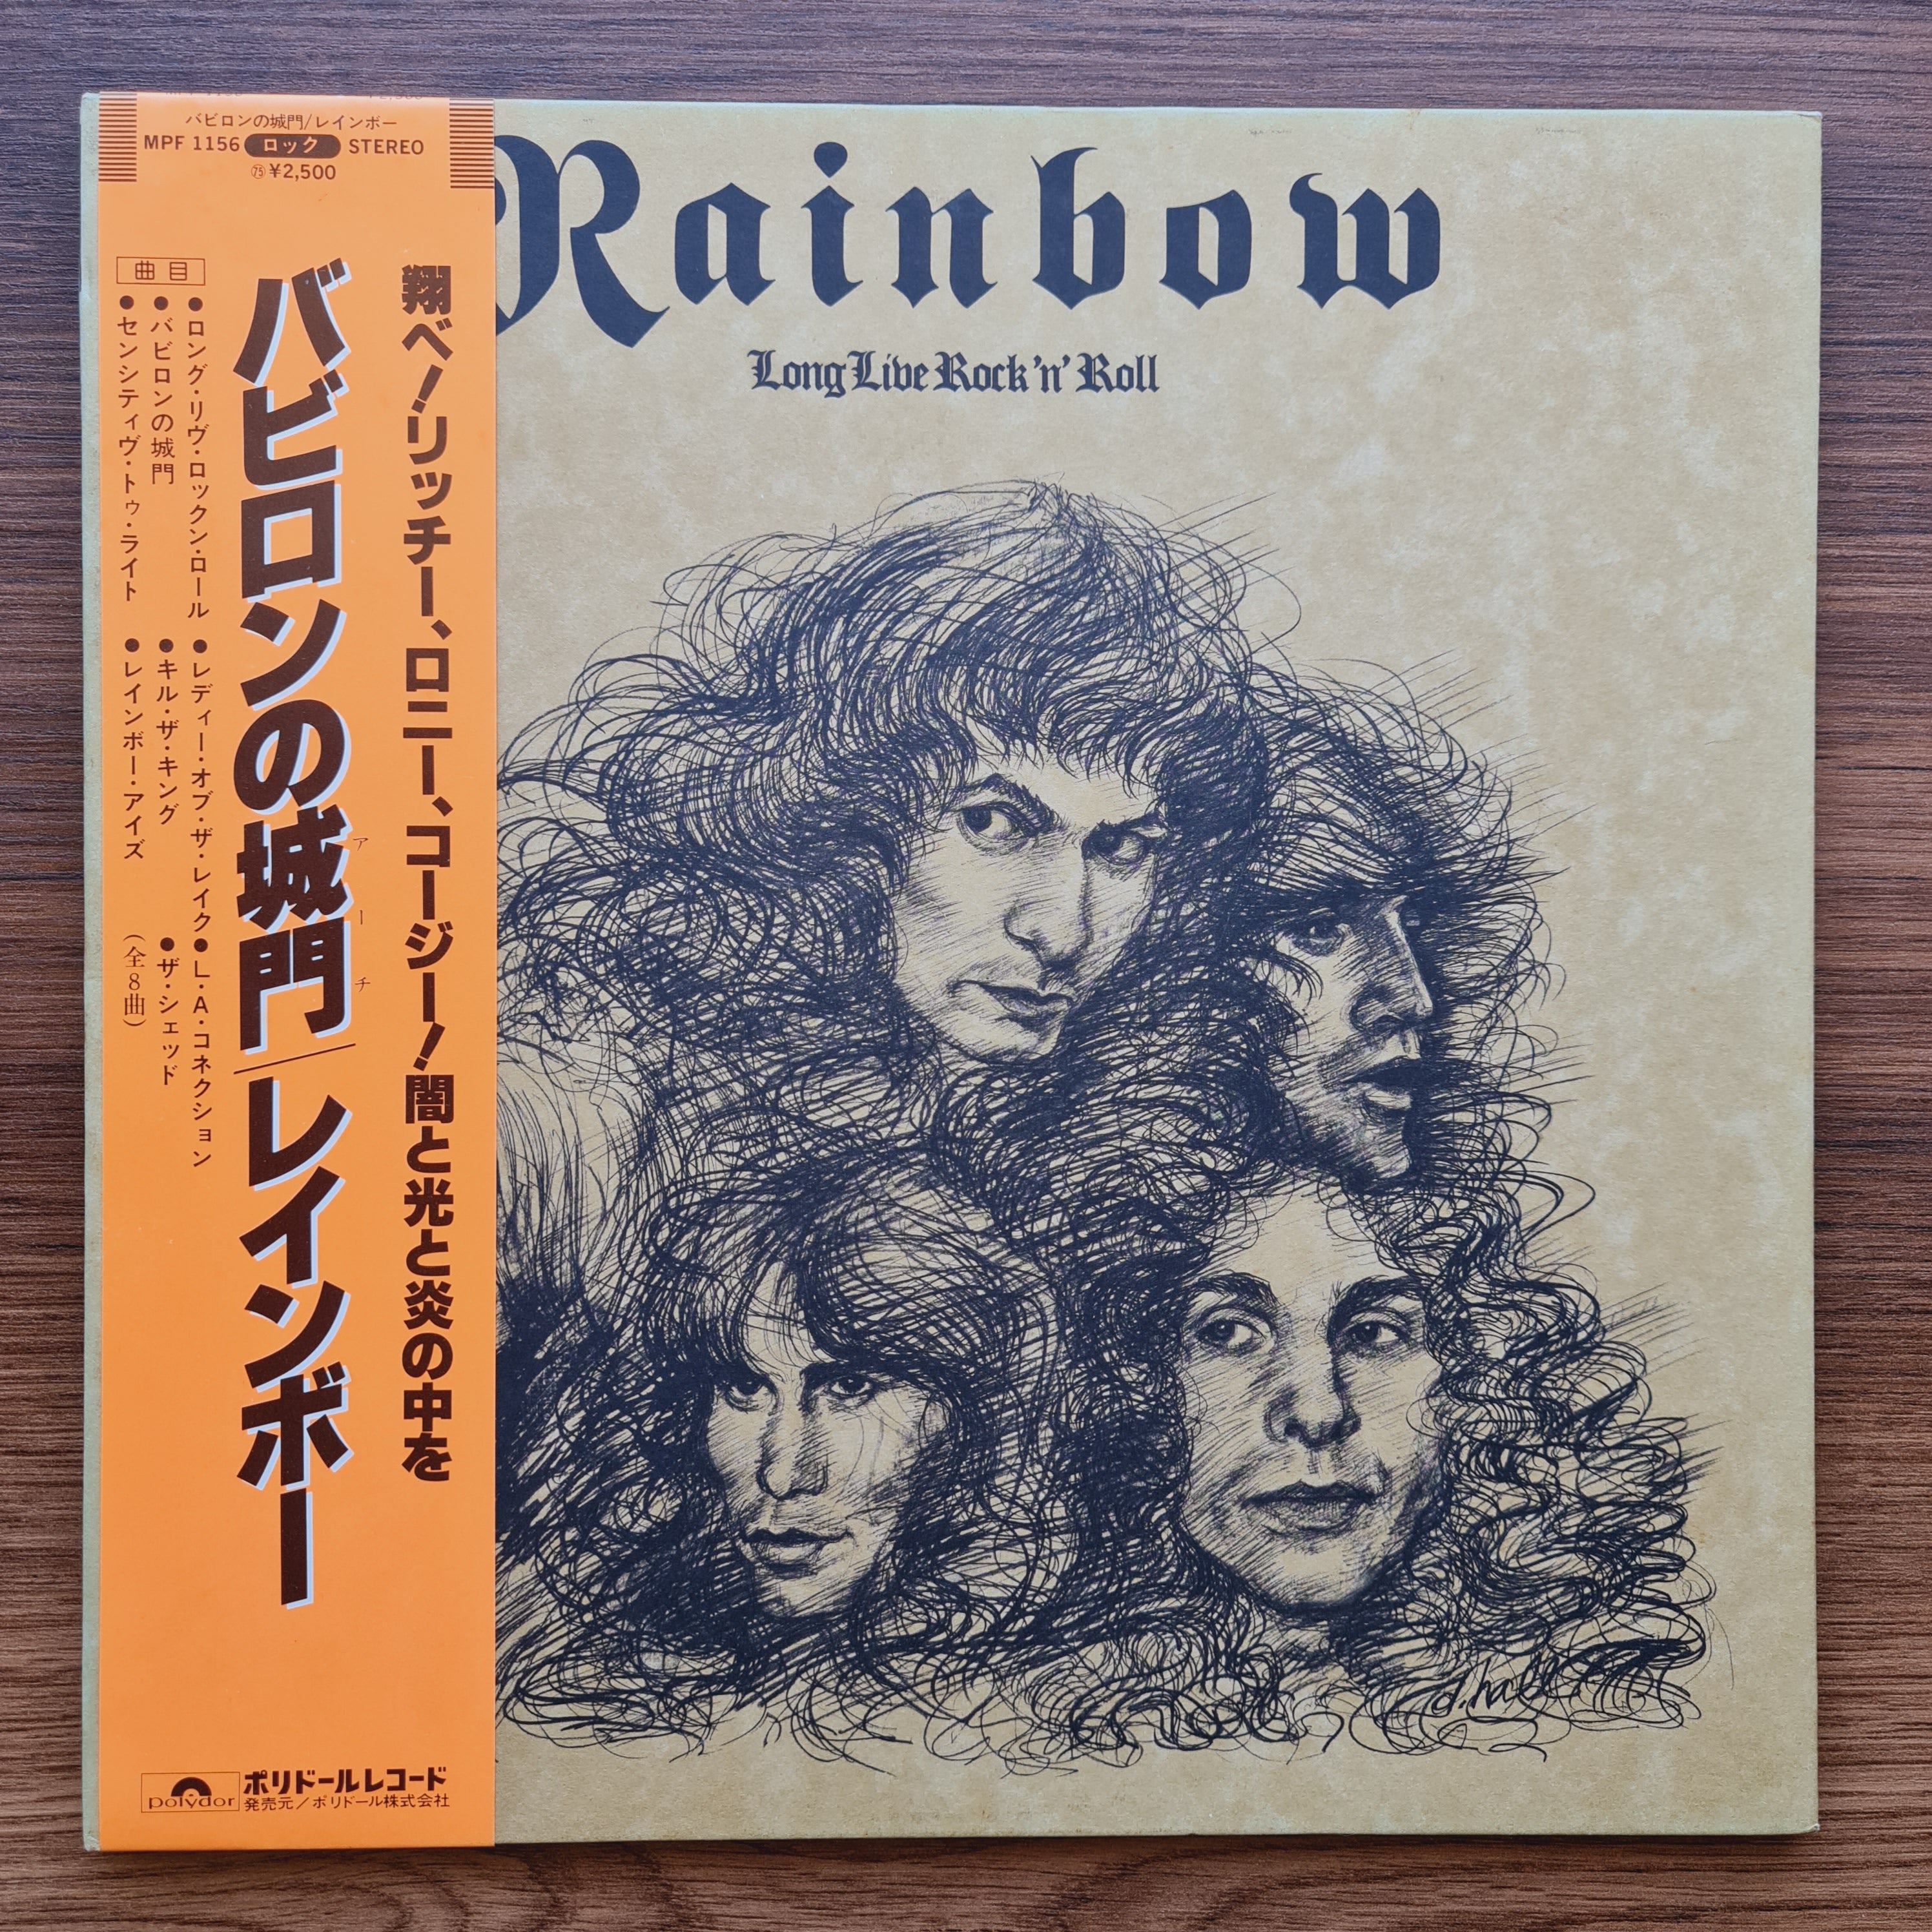 バビロンの城門/レインボー
MPF 1156 ロック STEREO
㊄¥2,500
翔べ!リッチー、ロニー、コージー!闇と光と炎の中を
バビロンの城門/レインボー
アーチ
曲目
●ロング・リヴ・ロックン・ロール ●レディー・オブ・ザ・レイク ●L・A・コネクション
●バビロンの城門 ●キル・ザ・キング ●ザ・シェッド
●センシティヴ・トゥ・ライト ●レインボー・アイズ (全8曲)
polydor
ポリドールレコード
発売元/ポリドール株式会社
Rainbow
Long Live Rock 'n' Roll